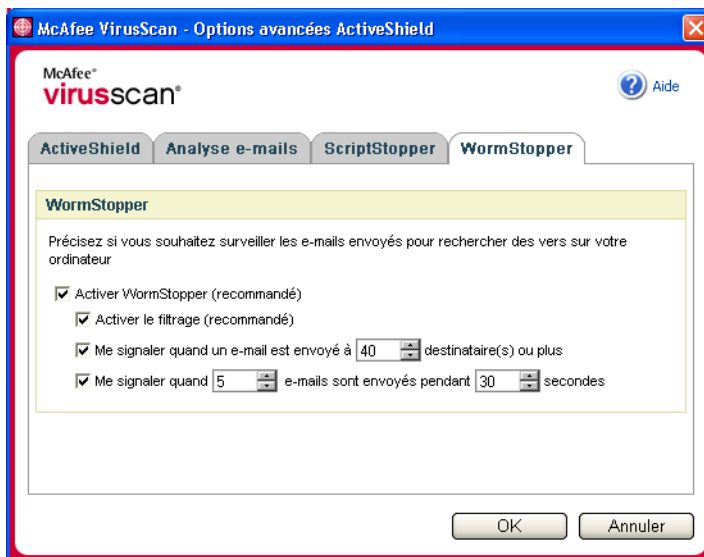 McAfee VirusScan - Options avancées ActiveShield
McAfee®
virusscan®
Aide
ActiveShield
Analyse e-mails
ScriptStopper
WormStopper
WormStopper
Précisez si vous souhaitez surveiller les e-mails envoyés pour rechercher des vers sur votre
ordinateur
Activer WormStopper (recommandé)
Activer le filtrage (recommandé)
Me signaler quand un e-mail est envoyé à 40 destinataire(s) ou plus
Me signaler quand 5 e-mails sont envoyés pendant 30 secondes
OK
Annuler